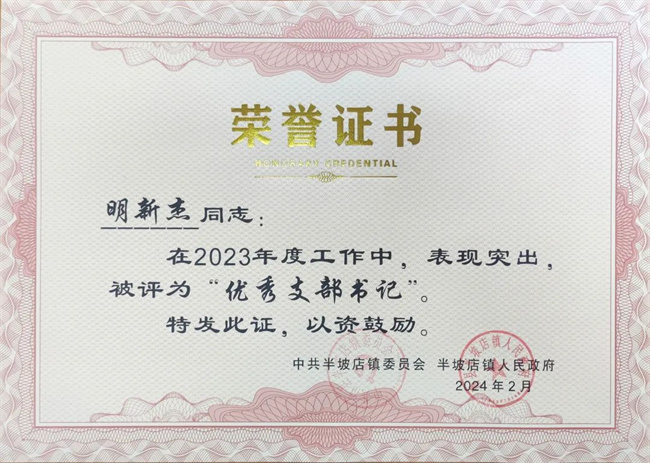 荣誉证书
HONORARY CREDENTIAL
明新杰同志：
在2023年度工作中，表现突出，
被评为“优秀支部书记”。
特发此证，以资鼓励。
中共半坡店镇委员会 半坡店镇人民政府
2024年2月